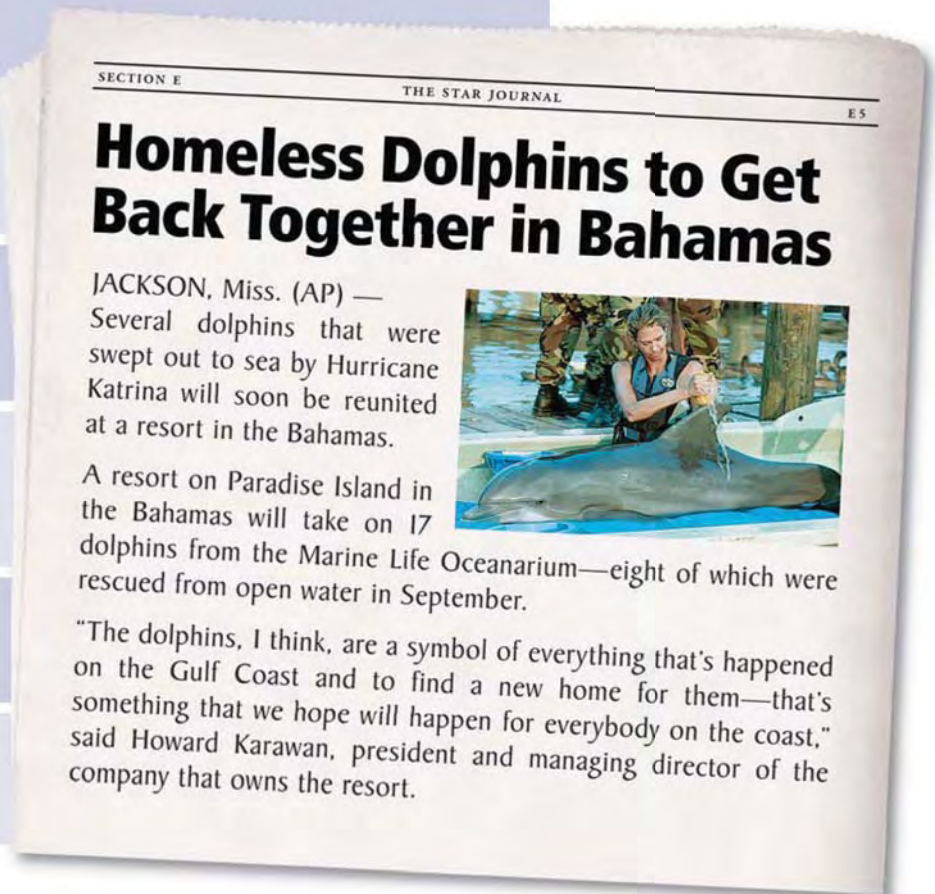 SECTION E
THE STAR JOURNAL
E5
Homeless Dolphins to Get
Back Together in Bahamas
JACKSON, Miss. (AP) —
Several dolphins that were
swept out to sea by Hurricane
Katrina will soon be reunited
at a resort in the Bahamas.
A resort on Paradise Island in
the Bahamas will take on 17
dolphins from the Marine Life Oceanarium—eight of which were
rescued from open water in September.
“The dolphins, I think, are a symbol of everything that’s happened
on the Gulf Coast and to find a new home for them—that’s
something that we hope will happen for everybody on the coast,”
said Howard Karawan, president and managing director of the
company that owns the resort.